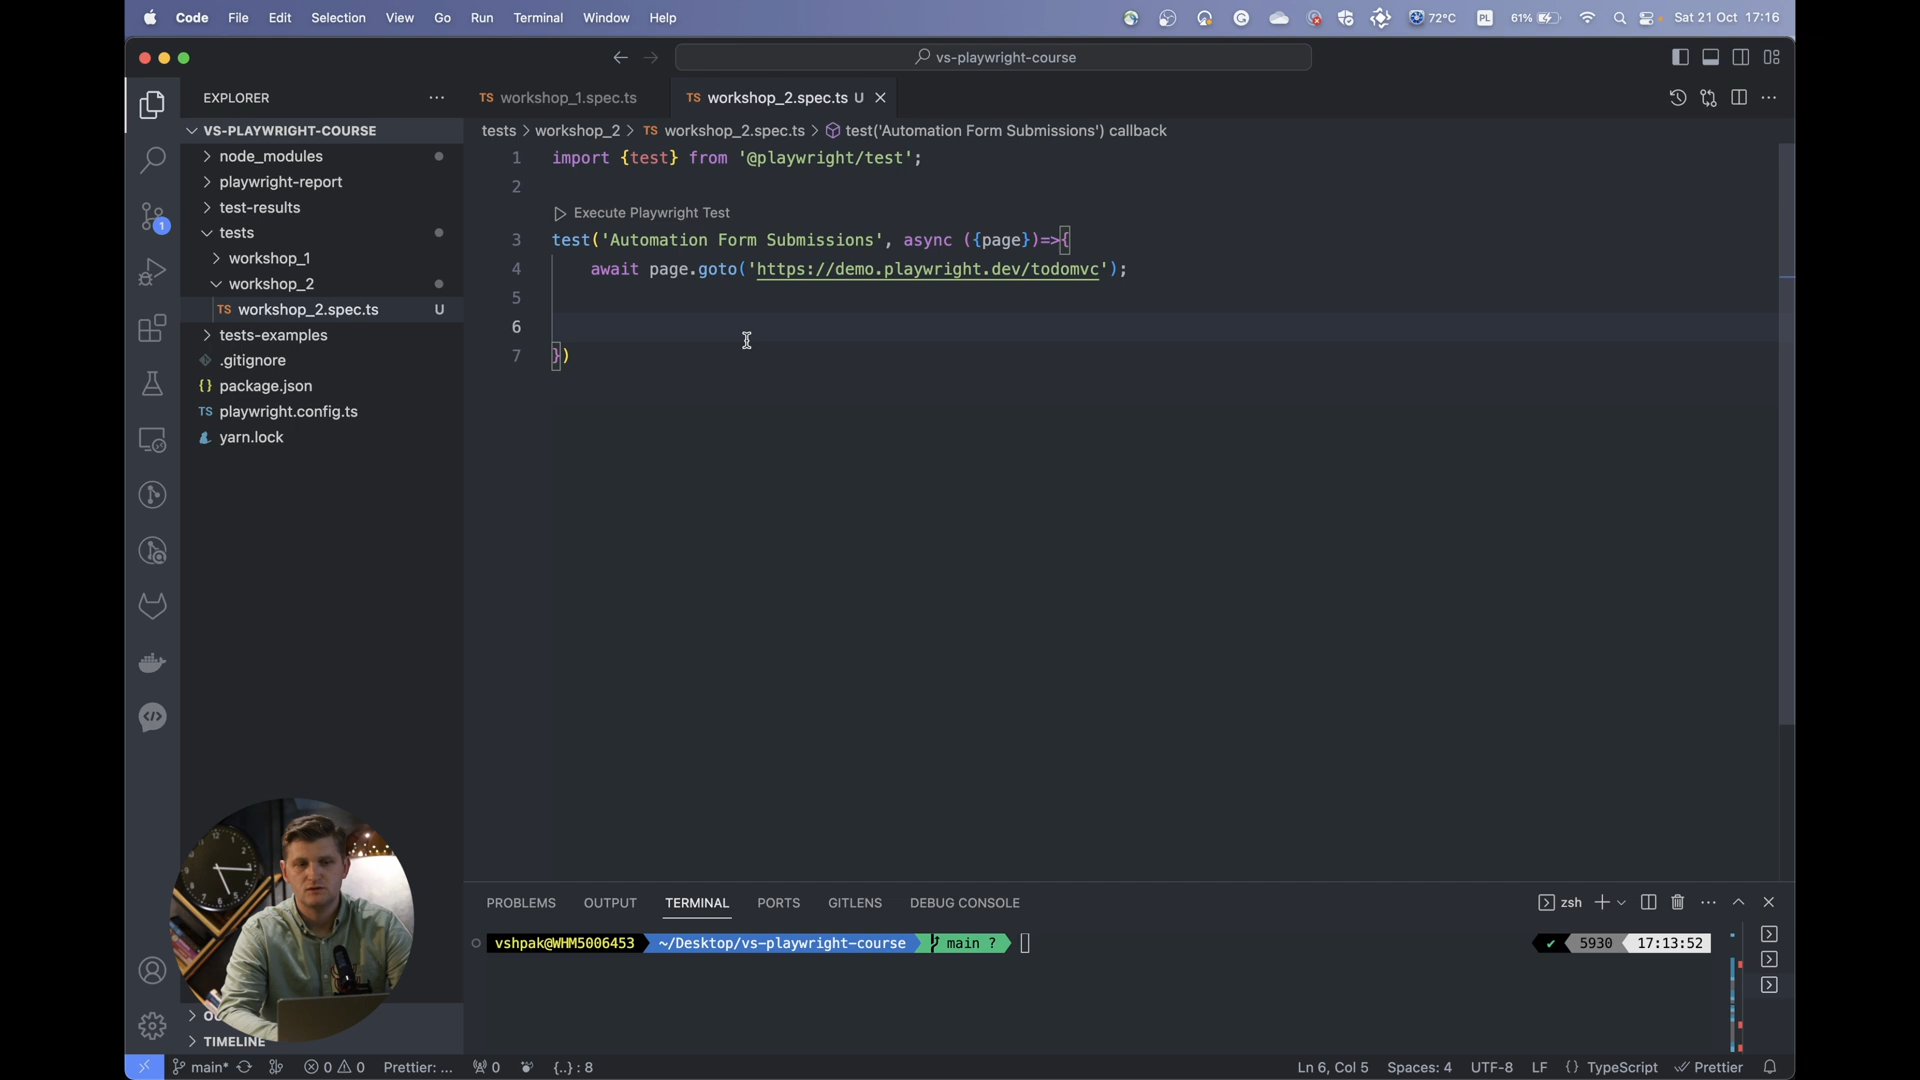 Code File Edit Selection View Go Run Terminal Window Help
72°C PL 61% Sat 21 Oct 17:16
vs-playwright-course
EXPLORER
TS workshop_1.spec.ts
TS workshop_2.spec.ts U
VS-PLAYWRIGHT-COURSE
tests > workshop_2 > TS workshop_2.spec.ts > test('Automation Form Submissions') callback
node_modules
playwright-report
test-results
tests
workshop_1
workshop_2
TS workshop_2.spec.ts U
tests-examples
.gitignore
{} package.json
TS playwright.config.ts
yarn.lock
1 import {test} from '@playwright/test';
2
Execute Playwright Test
3 test('Automation Form Submissions', async ({page})=>{
4 await page.goto('https://demo.playwright.dev/todomvc');
5
6
7 })
PROBLEMS OUTPUT TERMINAL PORTS GITLENS DEBUG CONSOLE
zsh
vshpak@WHM5006453 ~/Desktop/vs-playwright-course main ?
5930 17:13:52
TIMELINE
main* 0 0 Prettier: ... 0 {..} : 8
Ln 6, Col 5 Spaces: 4 UTF-8 LF {} TypeScript Prettier